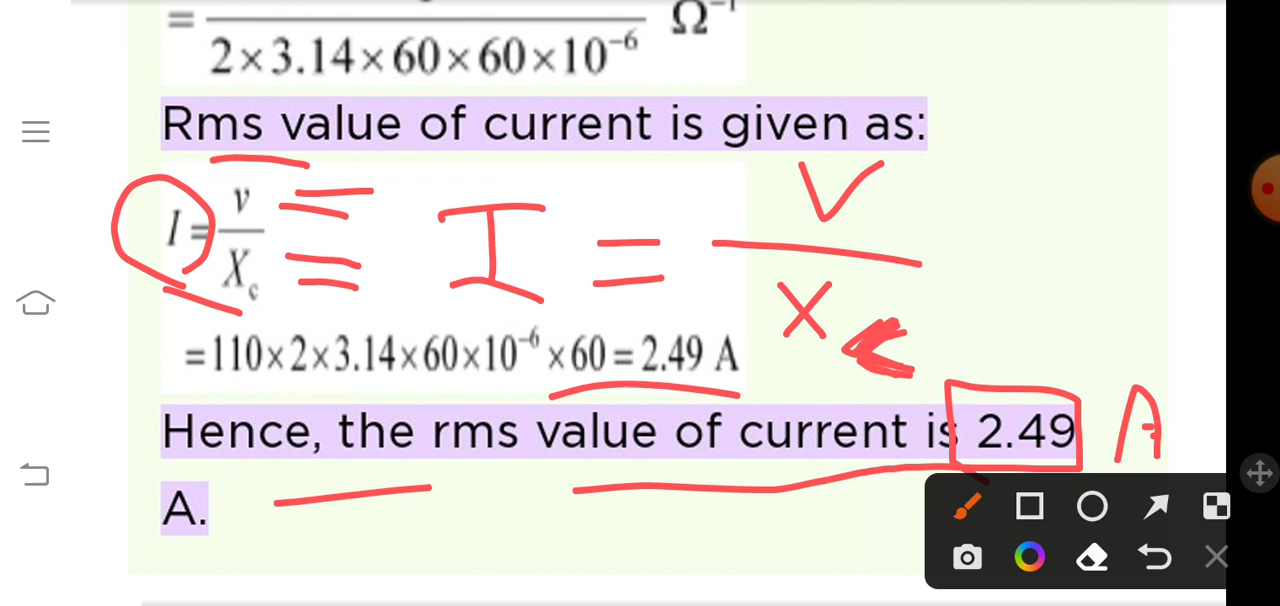 = 2×3.14×60×60×10⁻⁶ Ω⁻¹
Rms value of current is given as:
I = v/X꜀ I = V/X꜀
=110×2×3.14×60×10⁻⁶×60=2.49 A
Hence, the rms value of current is 2.49 A
A.